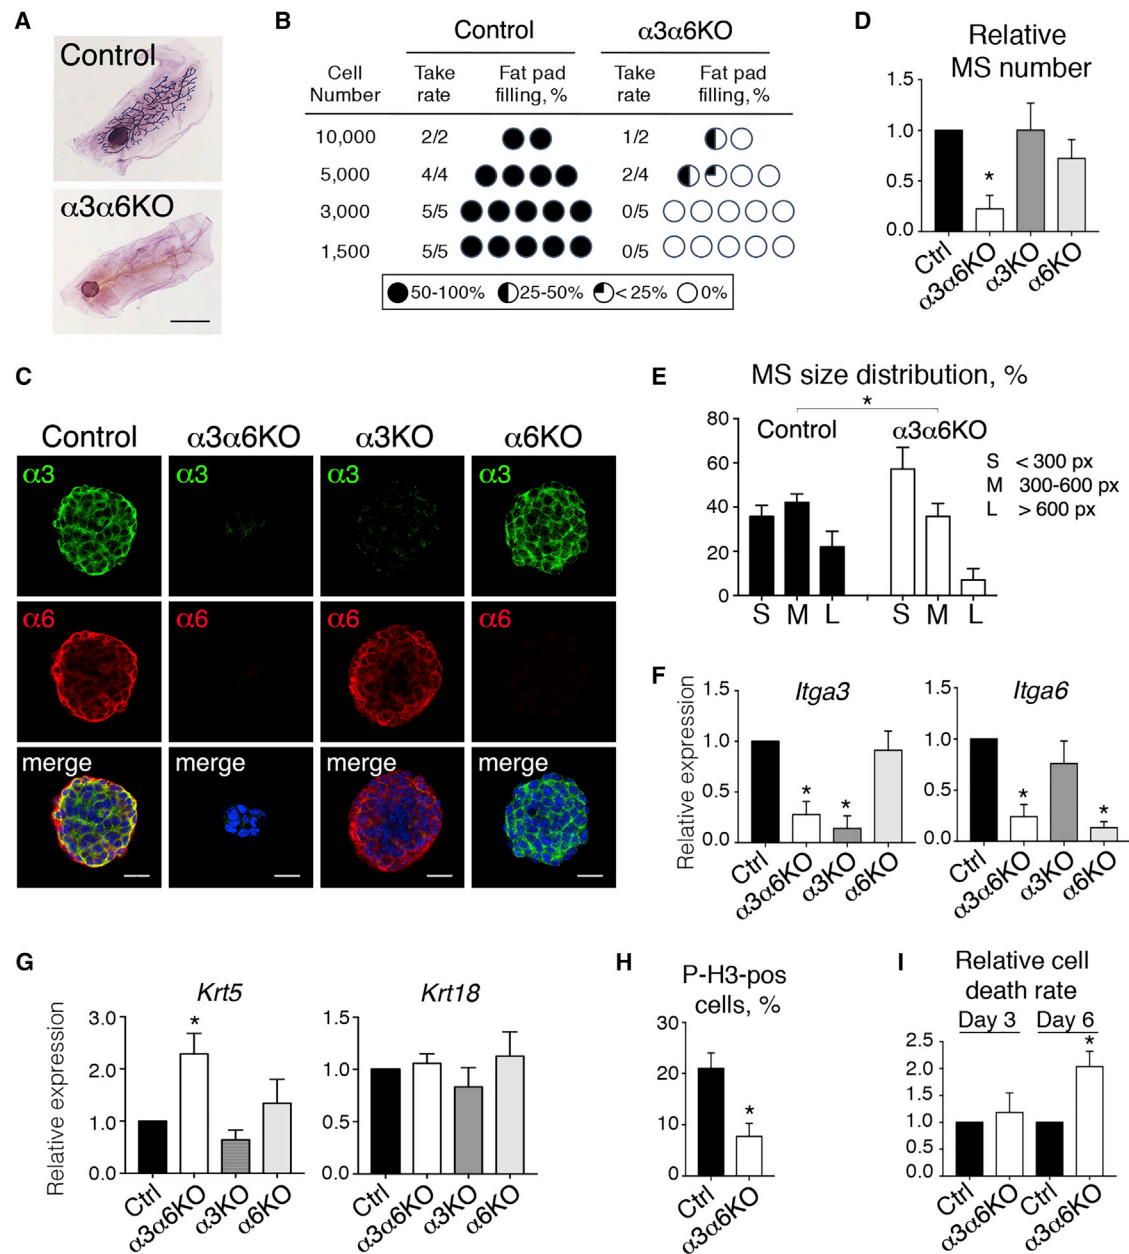 A
Control
α3α6KO
B
Control α3α6KO
Cell Number Take rate Fat pad filling, % Take rate Fat pad filling, %
10,000 2/2 1/2
5,000 4/4 2/4
3,000 5/5 0/5
1,500 5/5 0/5
50-100% 25-50% < 25% 0%
D
Relative
MS number
1.5
1.0
0.5
0.0
*
Ctrl α3α6KO α3KO α6KO
C
Control α3α6KO α3KO α6KO
α3 α3 α3 α3
α6 α6 α6 α6
merge merge merge merge
E
MS size distribution, %
*
80
60
40
20
0
Control α3α6KO
S < 300 px
M 300-600 px
L > 600 px
S M L S M L
F
Relative expression
Itga3
1.5
1.0
0.5
0.0
* *
Ctrl α3α6KO α3KO α6KO
Itga6
1.5
1.0
0.5
0.0
* *
Ctrl α3α6KO α3KO α6KO
G
Relative expression
Krt5
3.0
2.0
1.0
0.0
*
Ctrl α3α6KO α3KO α6KO
Krt18
1.5
1.0
0.5
0.0
Ctrl α3α6KO α3KO α6KO
H
P-H3-pos
cells, %
30
20
10
0
*
Ctrl α3α6KO
I
Relative cell
death rate
Day 3 Day 6
2.5
2.0
1.5
1.0
0.5
0.0
*
Ctrl α3α6KO Ctrl α3α6KO